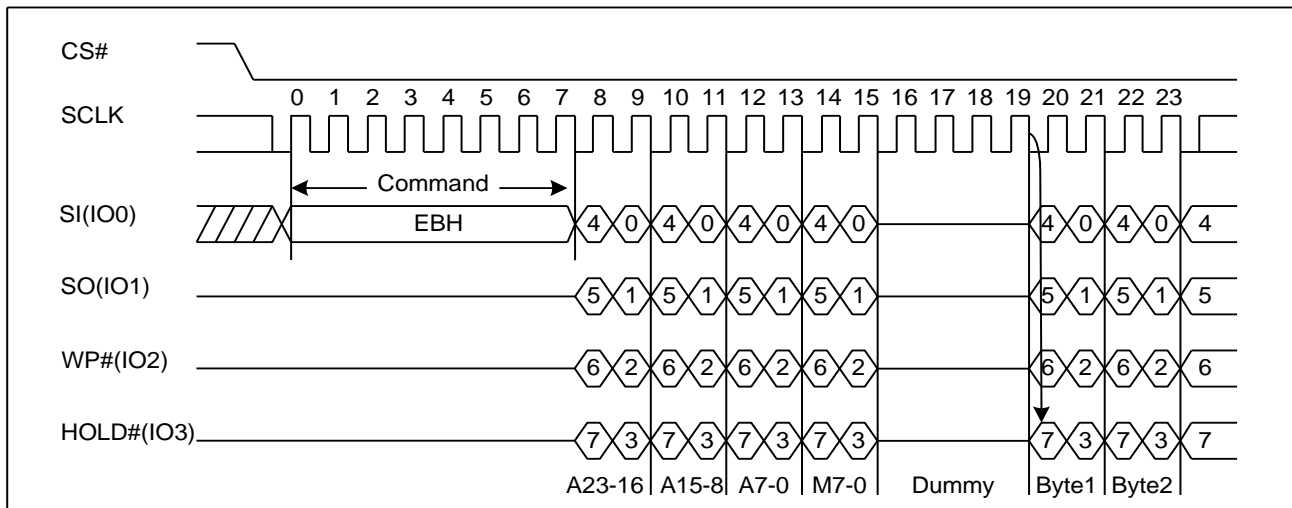 CS#
0 1 2 3 4 5 6 7 8 9 10 11 12 13 14 15 16 17 18 19 20 21 22 23
SCLK
Command
SI(IO0) EBH 4 0 4 0 4 0 4 0 4 0 4 0 4
SO(IO1) 5 1 5 1 5 1 5 1 5 1 5 1 5
WP#(IO2) 6 2 6 2 6 2 6 2 6 2 6 2 6
HOLD#(IO3) 7 3 7 3 7 3 7 3 7 3 7 3 7
A23-16 A15-8 A7-0 M7-0 Dummy Byte1 Byte2